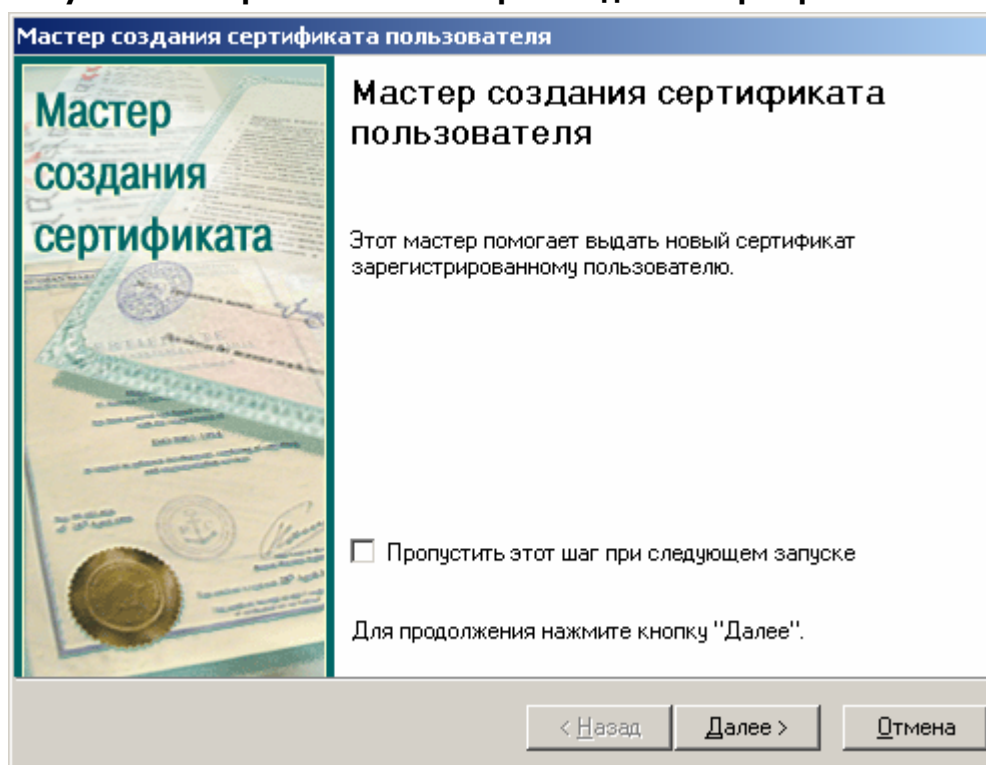 Мастер создания сертификата пользователя
Мастер
создания
сертификата
Мастер создания сертификата
пользователя
Этот мастер помогает выдать новый сертификат
зарегистрированному пользователю.
Пропустить этот шаг при следующем запуске
Для продолжения нажмите кнопку "Далее".
< Назад
Далее >
Отмена